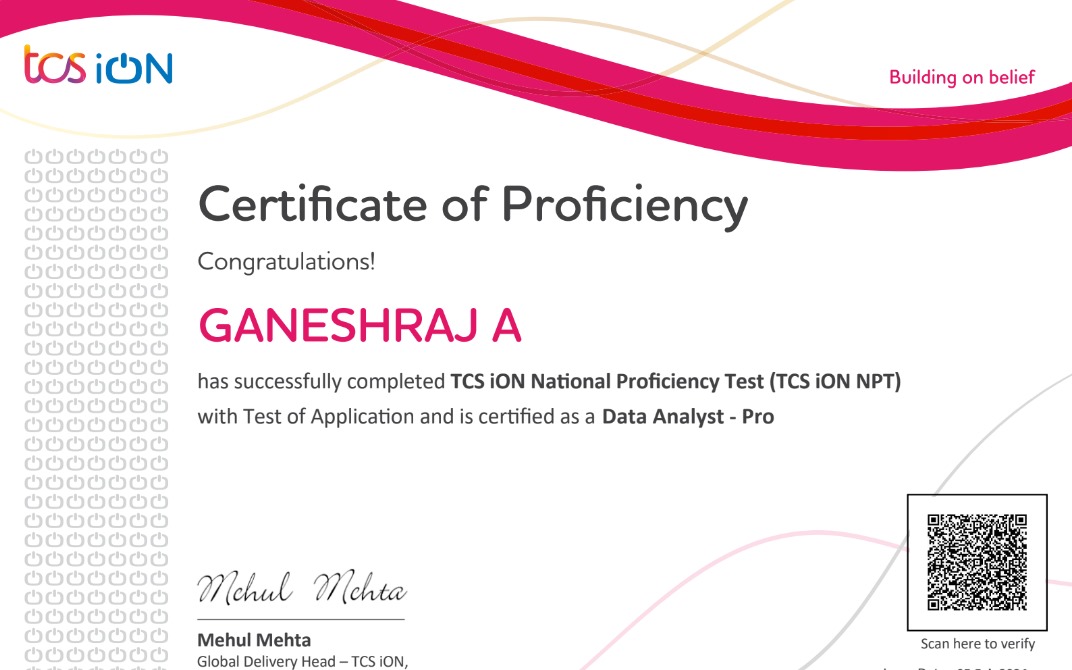 tcs iON
Building on belief
Certificate of Proficiency
Congratulations!
GANESHRAJ A
has successfully completed TCS iON National Proficiency Test (TCS iON NPT)
with Test of Application and is certified as a Data Analyst - Pro
Mehul Mehta
Scan here to verify
Mehul Mehta
Global Delivery Head – TCS iON,